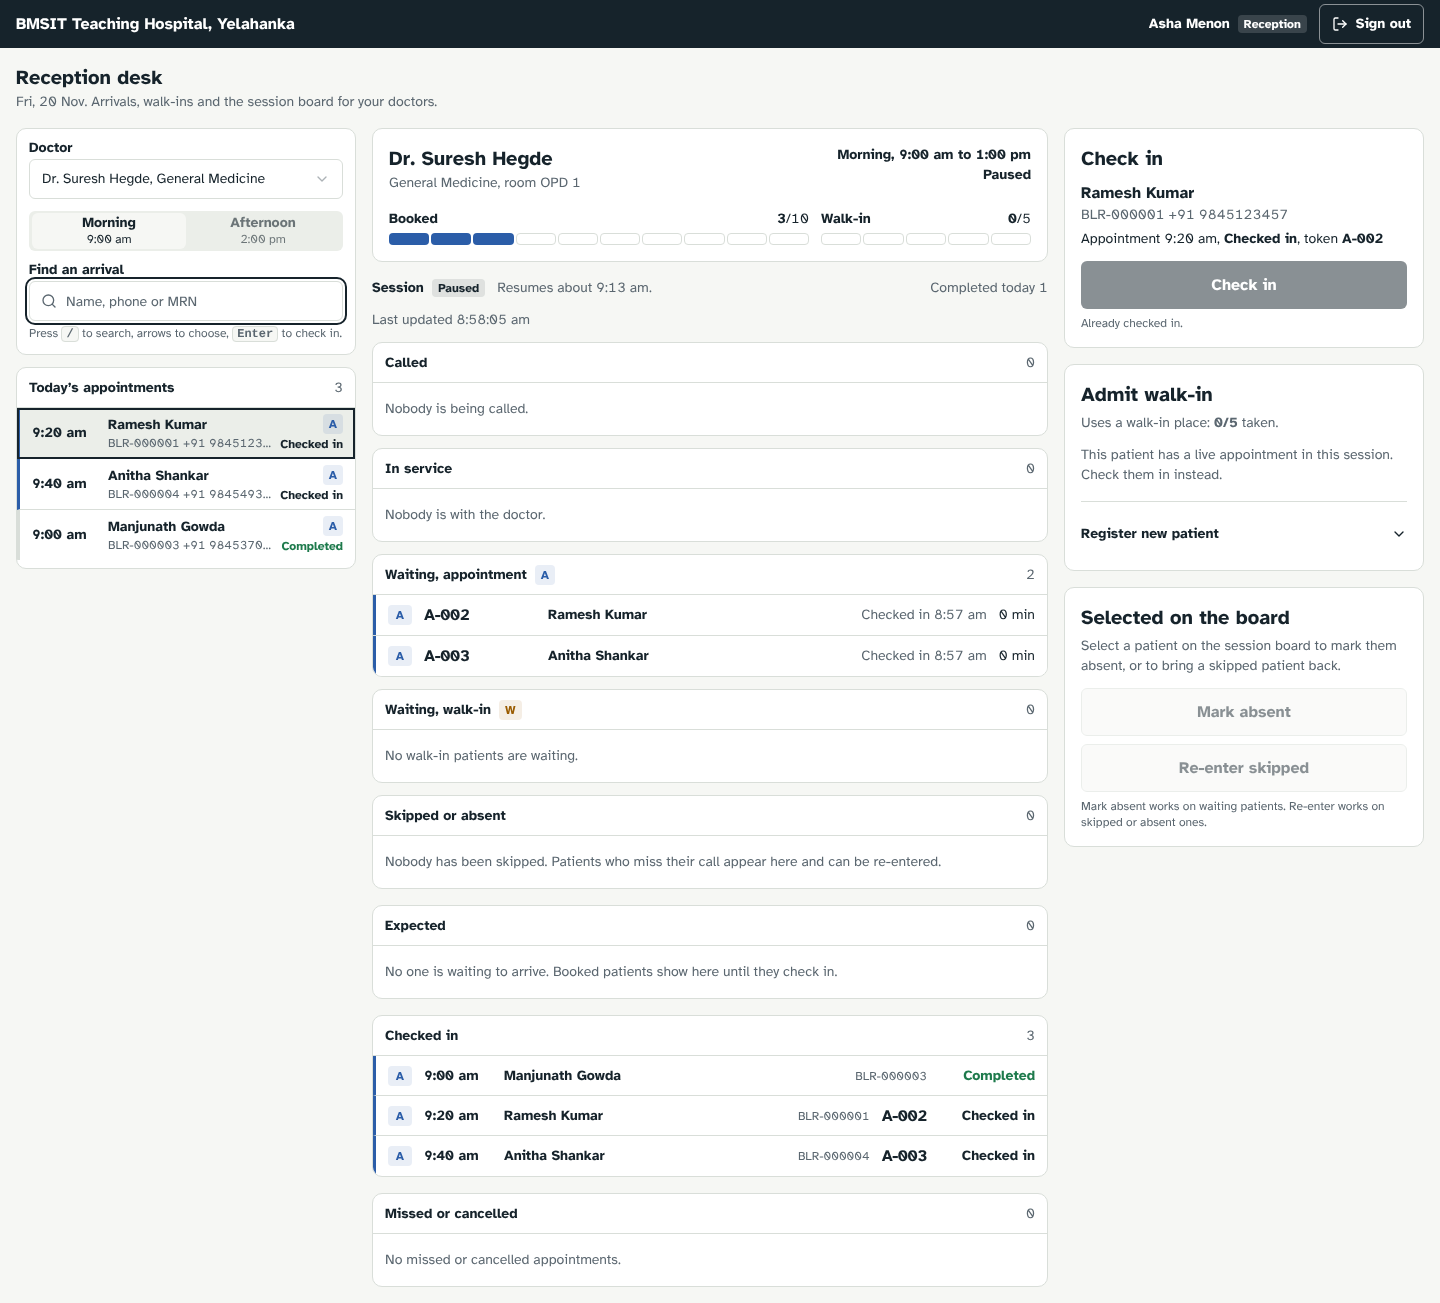 BMSIT Teaching Hospital, Yelahanka
Asha Menon Reception Sign out
Reception desk
Fri, 20 Nov. Arrivals, walk-ins and the session board for your doctors.
Doctor
Dr. Suresh Hegde, General Medicine
Morning
9:00 am
Afternoon
2:00 pm
Find an arrival
Name, phone or MRN
Press / to search, arrows to choose, Enter to check in.
Today's appointments 3
9:20 am Ramesh Kumar A
BLR-000001 +91 9845123... Checked in
9:40 am Anitha Shankar A
BLR-000004 +91 9845493... Checked in
9:00 am Manjunath Gowda A
BLR-000003 +91 9845370... Completed
Dr. Suresh Hegde
General Medicine, room OPD 1
Morning, 9:00 am to 1:00 pm
Paused
Booked 3/10 Walk-in 0/5
Session Paused Resumes about 9:13 am. Completed today 1
Last updated 8:58:05 am
Called 0
Nobody is being called.
In service 0
Nobody is with the doctor.
Waiting, appointment A 2
A A-002 Ramesh Kumar Checked in 8:57 am 0 min
A A-003 Anitha Shankar Checked in 8:57 am 0 min
Waiting, walk-in W 0
No walk-in patients are waiting.
Skipped or absent 0
Nobody has been skipped. Patients who miss their call appear here and can be re-entered.
Expected 0
No one is waiting to arrive. Booked patients show here until they check in.
Checked in 3
A 9:00 am Manjunath Gowda BLR-000003 Completed
A 9:20 am Ramesh Kumar BLR-000001 A-002 Checked in
A 9:40 am Anitha Shankar BLR-000004 A-003 Checked in
Missed or cancelled 0
No missed or cancelled appointments.
Check in
Ramesh Kumar
BLR-000001 +91 9845123457
Appointment 9:20 am, Checked in, token A-002
Check in
Already checked in.
Admit walk-in
Uses a walk-in place: 0/5 taken.
This patient has a live appointment in this session.
Check them in instead.
Register new patient
Selected on the board
Select a patient on the session board to mark them
absent, or to bring a skipped patient back.
Mark absent
Re-enter skipped
Mark absent works on waiting patients. Re-enter works on
skipped or absent ones.